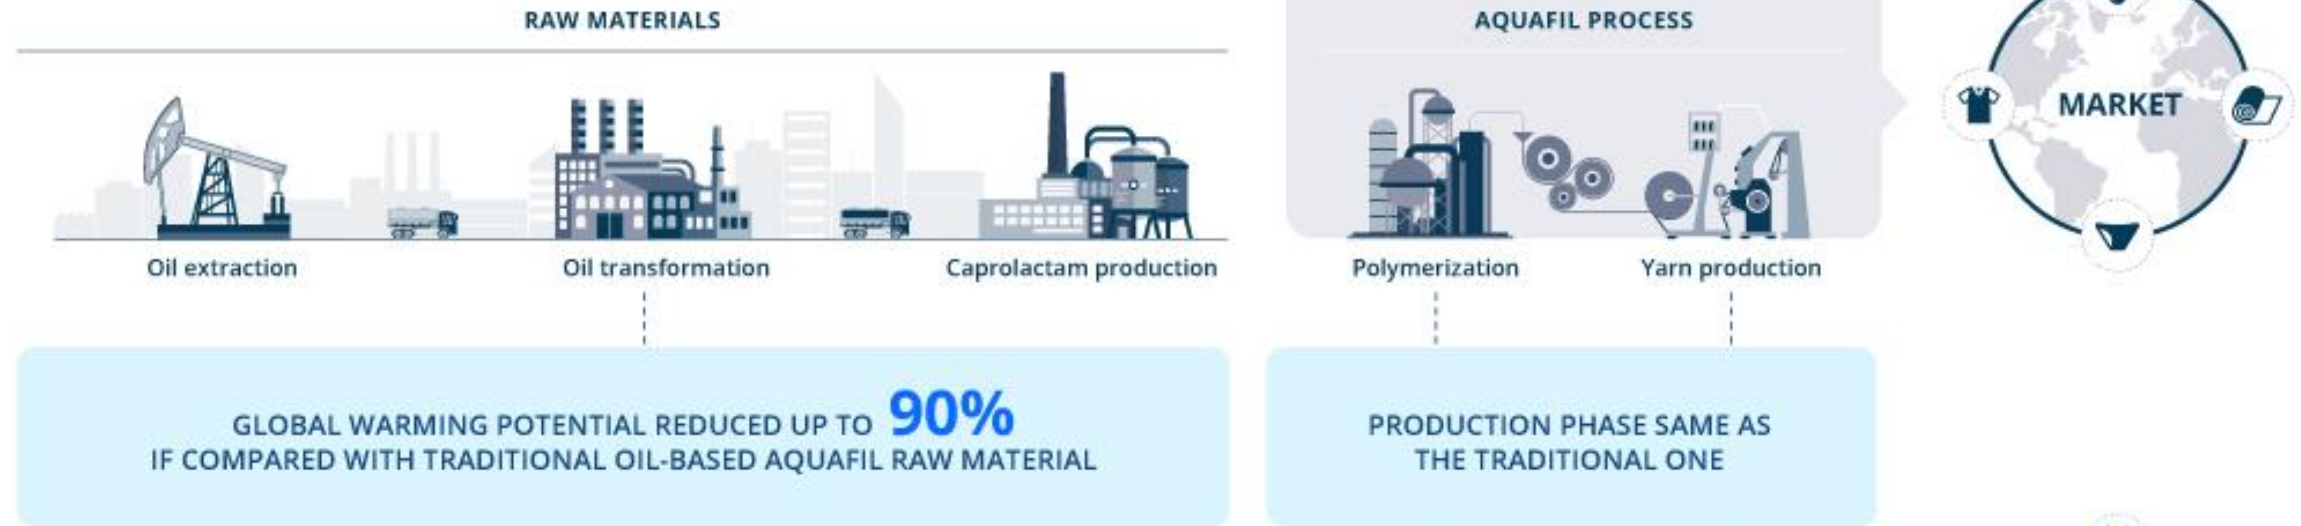 RAW MATERIALS
AQUAFIL PROCESS
MARKET
Oil extraction
Oil transformation
Caprolactam production
Polymerization
Yarn production
GLOBAL WARMING POTENTIAL REDUCED UP TO 90%
IF COMPARED WITH TRADITIONAL OIL-BASED AQUAFIL RAW MATERIAL
PRODUCTION PHASE SAME AS
THE TRADITIONAL ONE